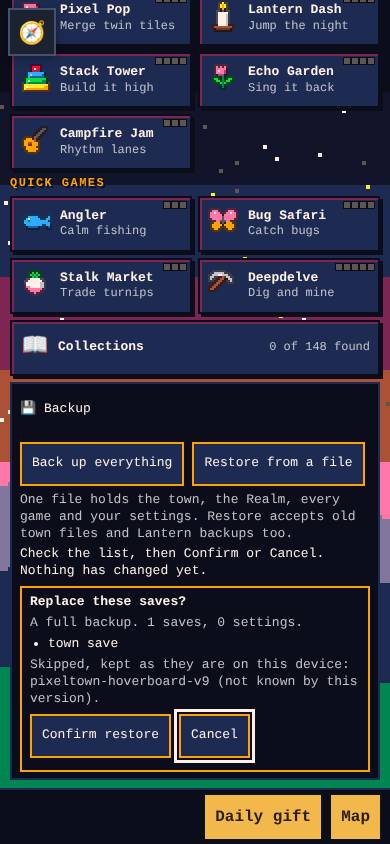 Pixel Pop
Merge twin tiles
Lantern Dash
Jump the night
Stack Tower
Build it high
Echo Garden
Sing it back
Campfire Jam
Rhythm lanes
QUICK GAMES
Angler
Calm fishing
Bug Safari
Catch bugs
Stalk Market
Trade turnips
Deepdelve
Dig and mine
Collections
0 of 148 found
Backup
Back up everything
Restore from a file
One file holds the town, the Realm, every
game and your settings. Restore accepts old
town files and Lantern backups too.
Check the list, then Confirm or Cancel.
Nothing has changed yet.
Replace these saves?
A full backup. 1 saves, 0 settings.
• town save
Skipped, kept as they are on this device:
pixeltown-hoverboard-v9 (not known by this
version).
Confirm restore
Cancel
Daily gift
Map